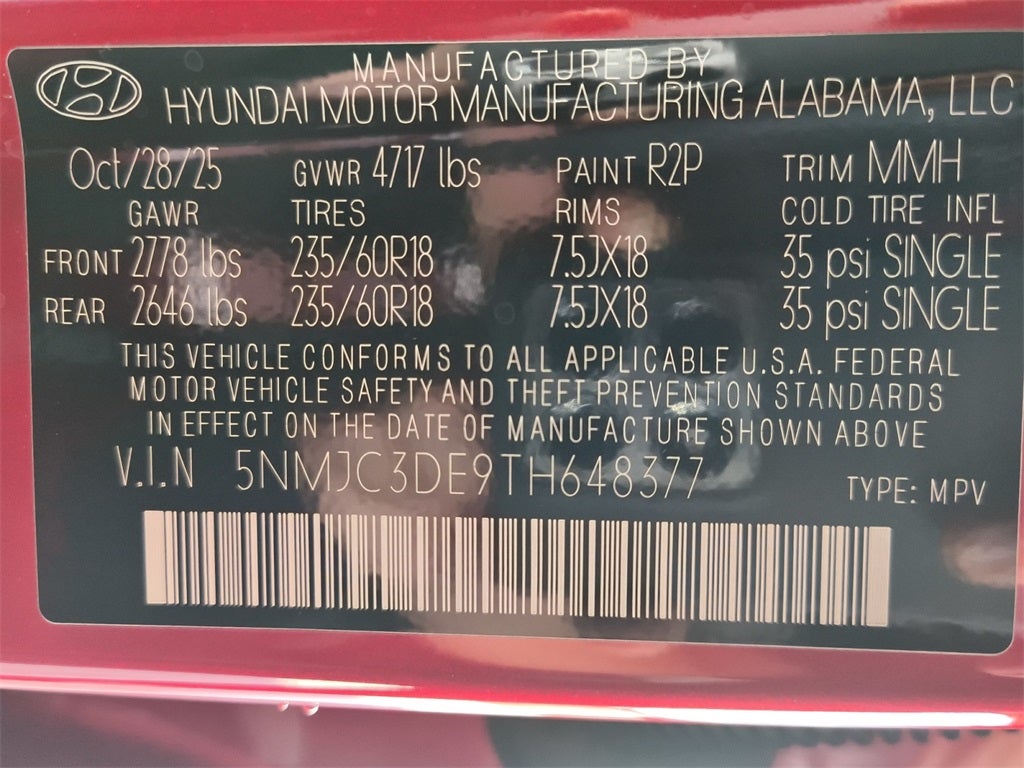 MANUFACTURED BY
HYUNDAI MOTOR MANUFACTURING ALABAMA, LLC
Oct/28/25 GVWR 4717 lbs PAINT R2P TRIM MMH
GAWR TIRES RIMS COLD TIRE INFL
FRONT 2778 lbs 235/60R18 7.5JX18 35 psi SINGLE
REAR 2646 lbs 235/60R18 7.5JX18 35 psi SINGLE
THIS VEHICLE CONFORMS TO ALL APPLICABLE U.S.A. FEDERAL
MOTOR VEHICLE SAFETY AND THEFT PREVENTION STANDARDS
IN EFFECT ON THE DATE OF MANUFACTURE SHOWN ABOVE
V.I.N 5NMJC3DE9TH648377 TYPE: MPV